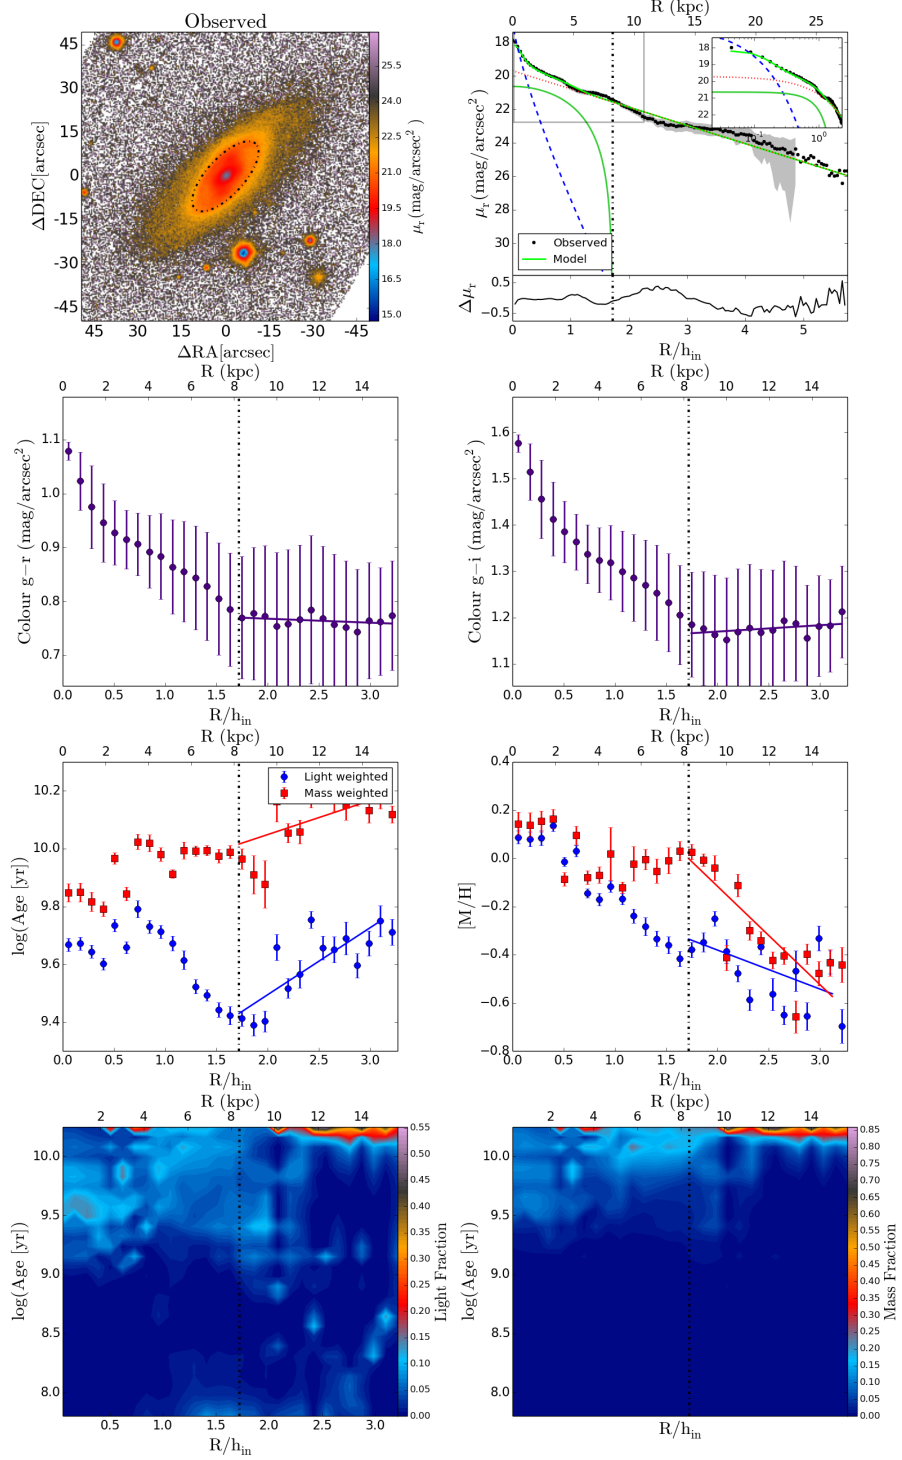 Observed
ΔDEC[arcsec]
45
30
15
0
-15
-30
-45
45 30 15 0 -15 -30 -45
ΔRA[arcsec]
25.5
24.0
22.5
21.0
19.5
18.0
16.5
15.0
μr (mag/arcsec²)
R (kpc)
0 5 10 15 20 25
18
20
22
24
26
28
30
μr (mag/arcsec²)
18
19
20
21
22
10⁻¹ 10⁰
Observed
Model
Δμr
0.5
−0.5
0 1 2 3 4 5
R/hin
R (kpc)
0 2 4 6 8 10 12 14
Colour g−r (mag/arcsec²)
1.1
1.0
0.9
0.8
0.7
0.0 0.5 1.0 1.5 2.0 2.5 3.0
R/hin
R (kpc)
0 2 4 6 8 10 12 14
Colour g−i (mag/arcsec²)
1.6
1.5
1.4
1.3
1.2
1.1
0.0 0.5 1.0 1.5 2.0 2.5 3.0
R/hin
R (kpc)
0 2 4 6 8 10 12 14
log(Age [yr])
10.2
10.0
9.8
9.6
9.4
Light weighted
Mass weighted
0.0 0.5 1.0 1.5 2.0 2.5 3.0
R/hin
R (kpc)
0 2 4 6 8 10 12 14
[M/H]
0.4
0.2
0.0
−0.2
−0.4
−0.6
−0.8
0.0 0.5 1.0 1.5 2.0 2.5 3.0
R/hin
R (kpc)
2 4 6 8 10 12 14
log(Age [yr])
10.0
9.5
9.0
8.5
8.0
0.5 1.0 1.5 2.0 2.5 3.0
R/hin
0.55
0.50
0.45
0.40
0.35
0.30
0.25
0.20
0.15
0.10
0.05
0.00
Light Fraction
R (kpc)
2 4 6 8 10 12 14
log(Age [yr])
10.0
9.5
9.0
8.5
8.0
R/hin
0.85
0.80
0.75
0.70
0.65
0.60
0.55
0.50
0.45
0.40
0.35
0.30
0.25
0.20
0.15
0.10
0.05
0.00
Mass Fraction